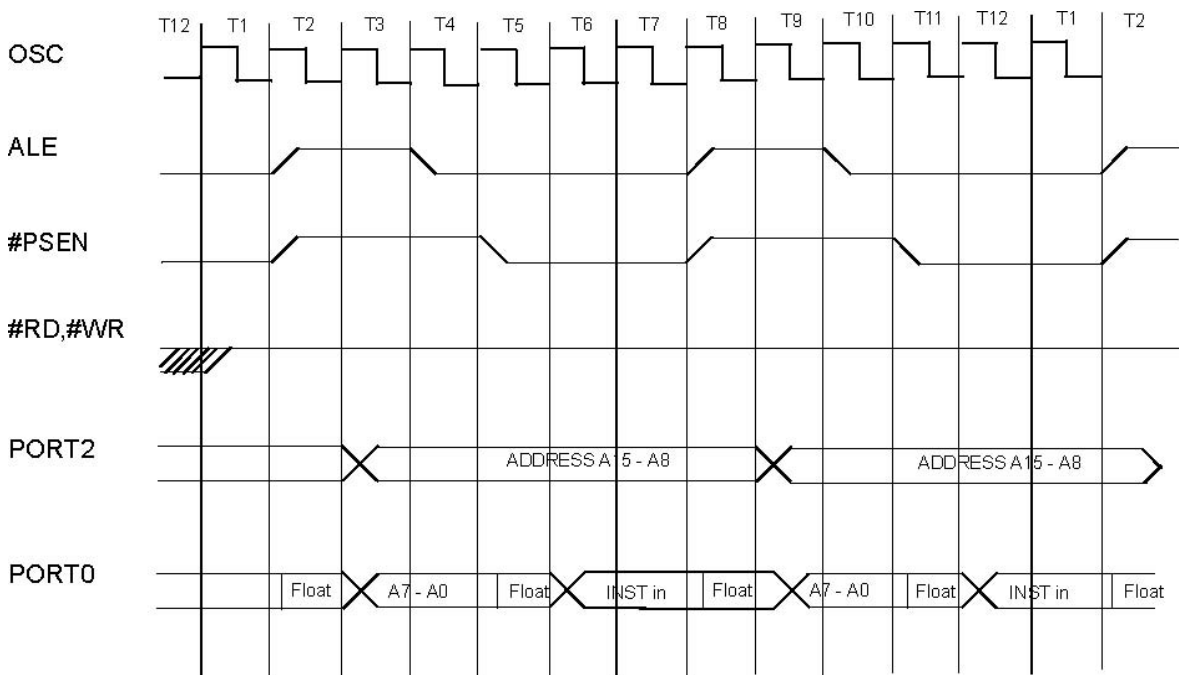 T12 T1 T2 T3 T4 T5 T6 T7 T8 T9 T10 T11 T12 T1 T2
OSC
ALE
#PSEN
#RD,#WR
PORT2 ADDRESS A15 - A8 ADDRESS A15 - A8
PORT0 Float A7 - A0 Float INST in Float A7 - A0 Float INST in Float